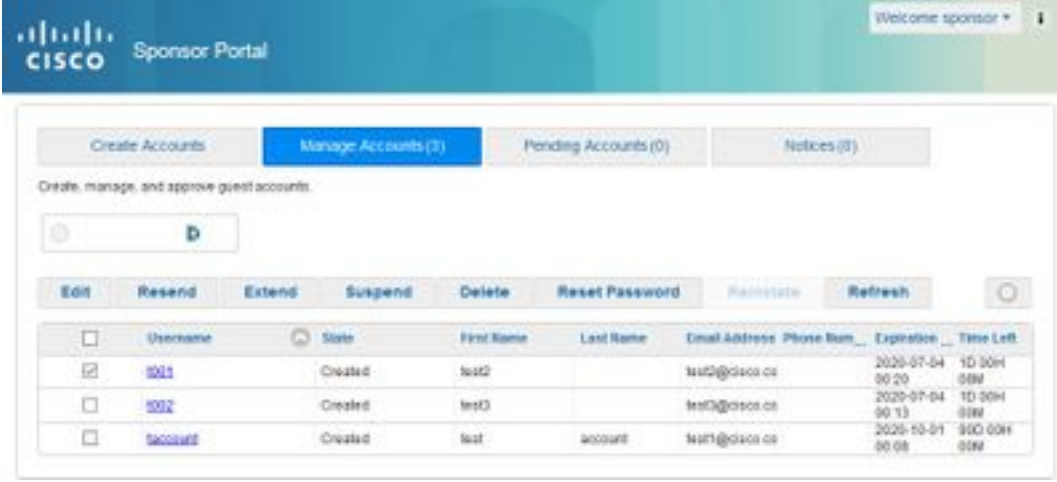 Welcome sponsor
CISCO Sponsor Portal
Create Accounts Manage Accounts (3) Pending Accounts (0) Notices (0)
Create, manage, and approve guest accounts.
Edit Resend Extend Suspend Delete Reset Password Reinstate Refresh
Username State First Name Last Name Email Address Phone Num... Expiration ... Time Left
t001 Created test2 test2@cisco.co 2020-07-04 1D 00H
00:20
t002 Created test3 test3@cisco.co 2020-07-04 1D 00H
00:13
taccount Created test account test1@cisco.co 2020-10-01 90D 00H
00:08 00M